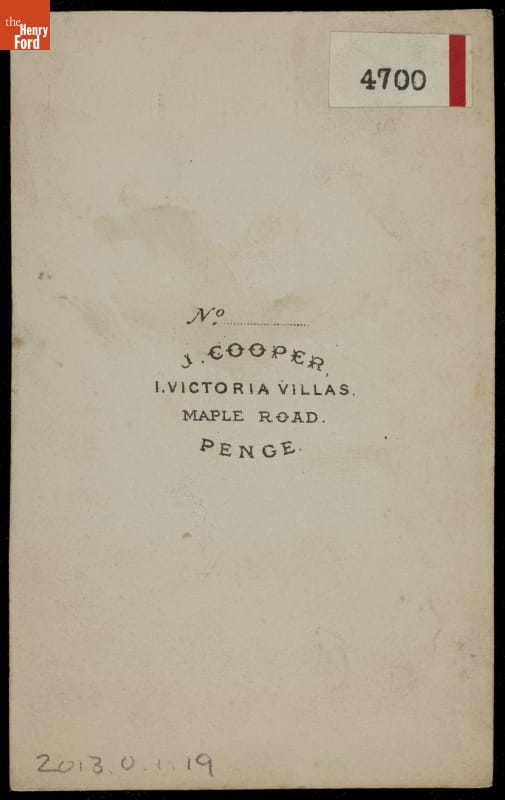 the
Henry
Ford
4700
Nº
J. COOPER,
1. VICTORIA VILLAS,
MAPLE ROAD.
PENGE.
2013.0.1.19